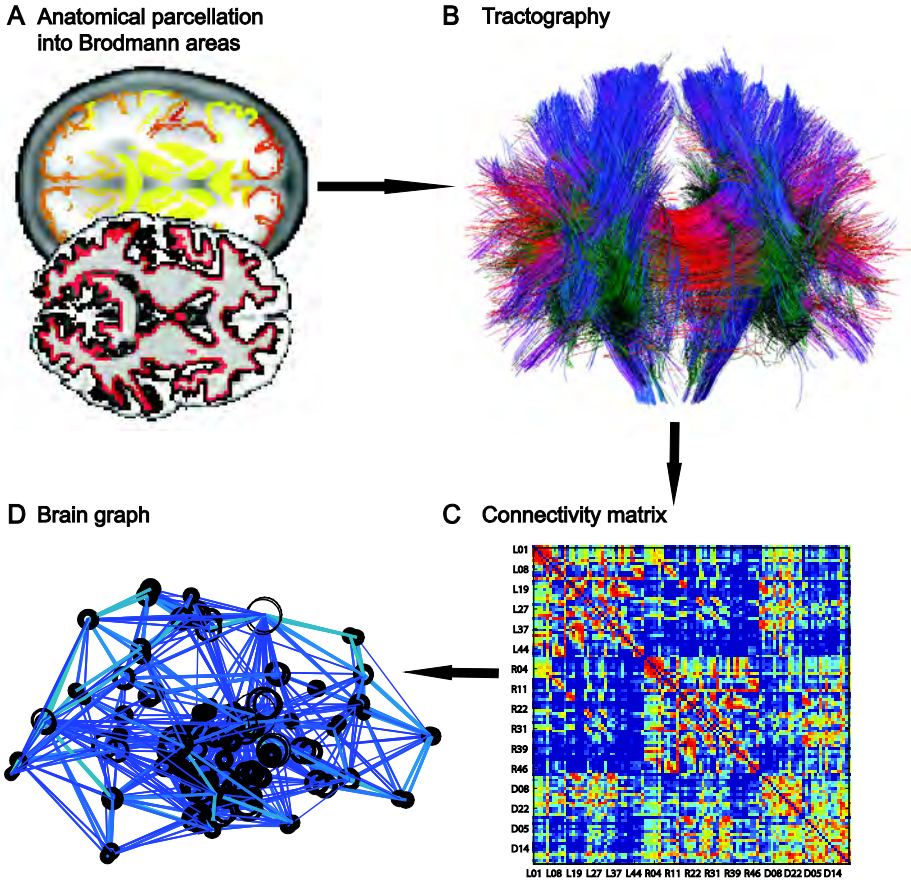 A Anatomical parcellation
into Brodmann areas
B Tractography
D Brain graph
C Connectivity matrix
L01
L08
L19
L27
L37
L44
R04
R11
R22
R31
R39
R46
D08
D22
D05
D14
L01 L08 L19 L27 L37 L44 R04 R11 R22 R31 R39 R46 D08 D22 D05 D14